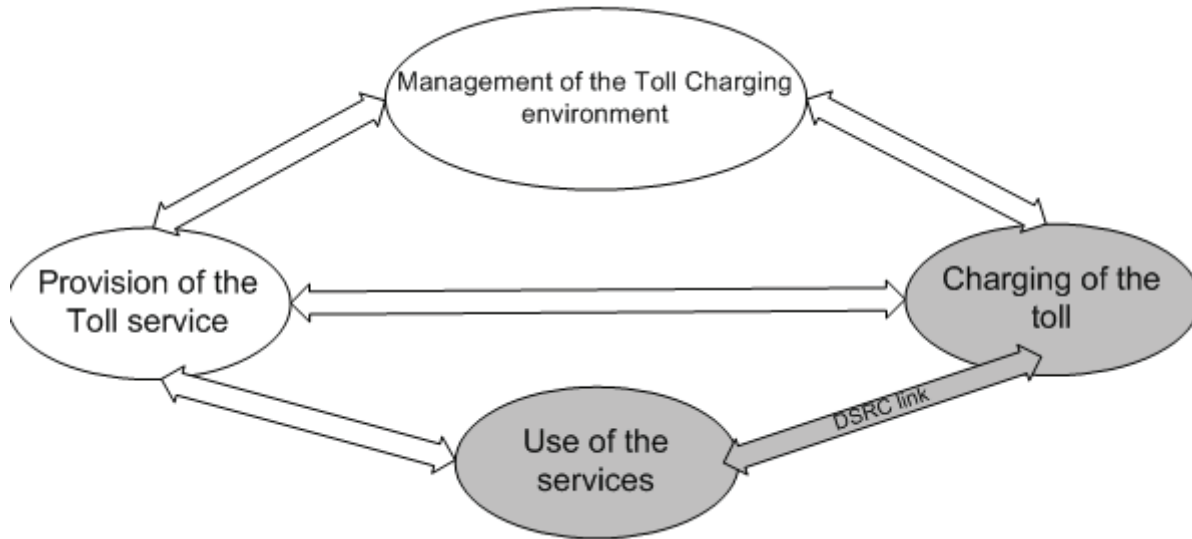 Management of the Toll Charging
environment
Provision of the
Toll service
Charging of the
toll
DSRC link
Use of the
services